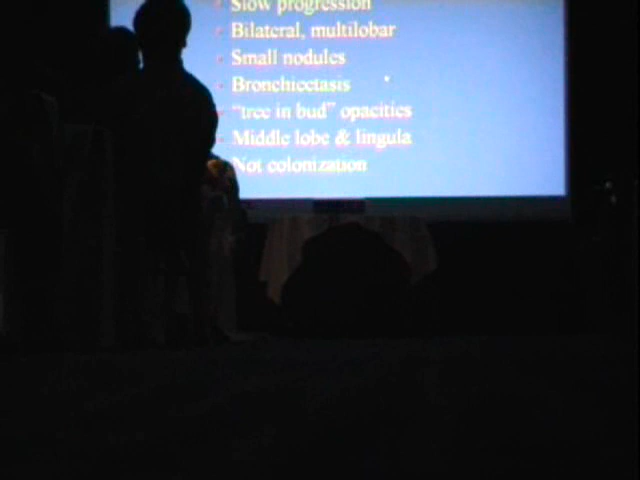 Slow progression
Bilateral, multilobar
Small nodules
Bronchiectasis
"tree in bud" opacities
Middle lobe & lingula
Not colonization